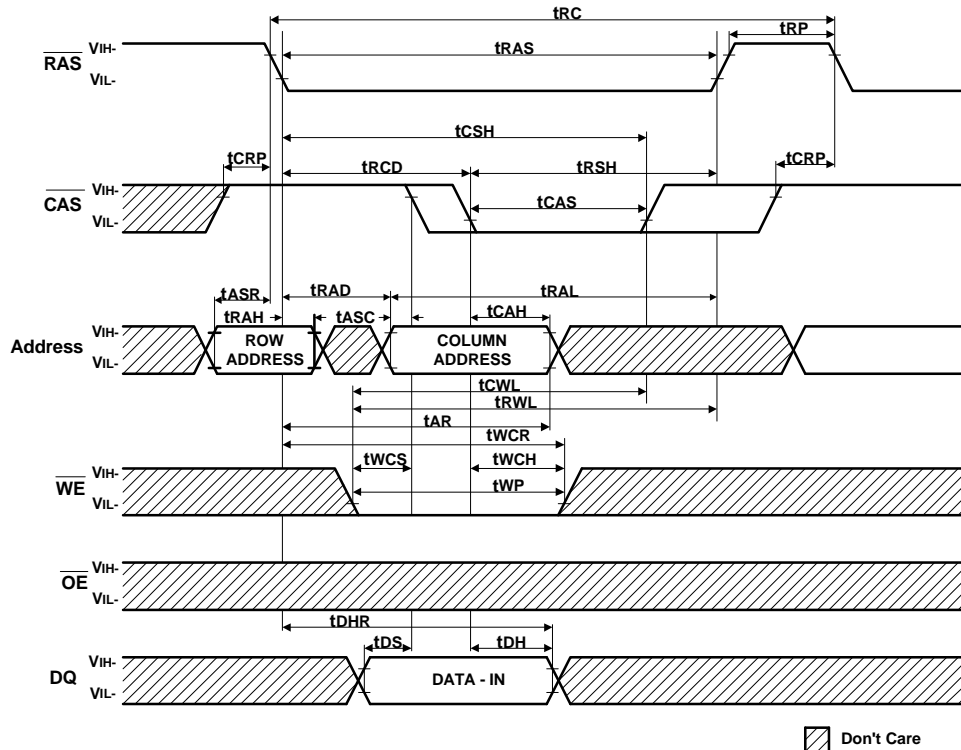 tRC
tRAS
tRP
RAS
VIH-
VIL-
tCSH
tCRP
tRCD
tRSH
tCRP
CAS
VIH-
VIL-
tCAS
tASR
tRAD
tRAL
tRAH
tASC
tCAH
Address
VIH-
VIL-
ROW
ADDRESS
COLUMN
ADDRESS
tCWL
tRWL
tAR
tWCR
WE
VIH-
VIL-
tWCS
tWCH
tWP
OE
VIH-
VIL-
tDHR
tDS
tDH
DQ
VIH-
VIL-
DATA - IN
Don't Care